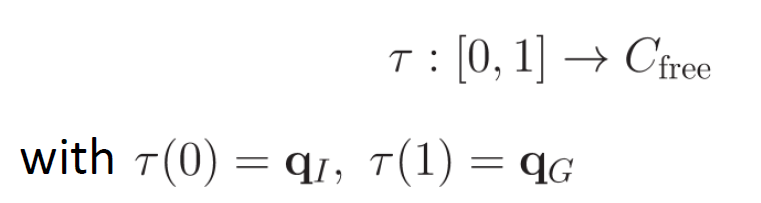 τ : [0, 1] → C_free
with τ(0) = q_I, τ(1) = q_G